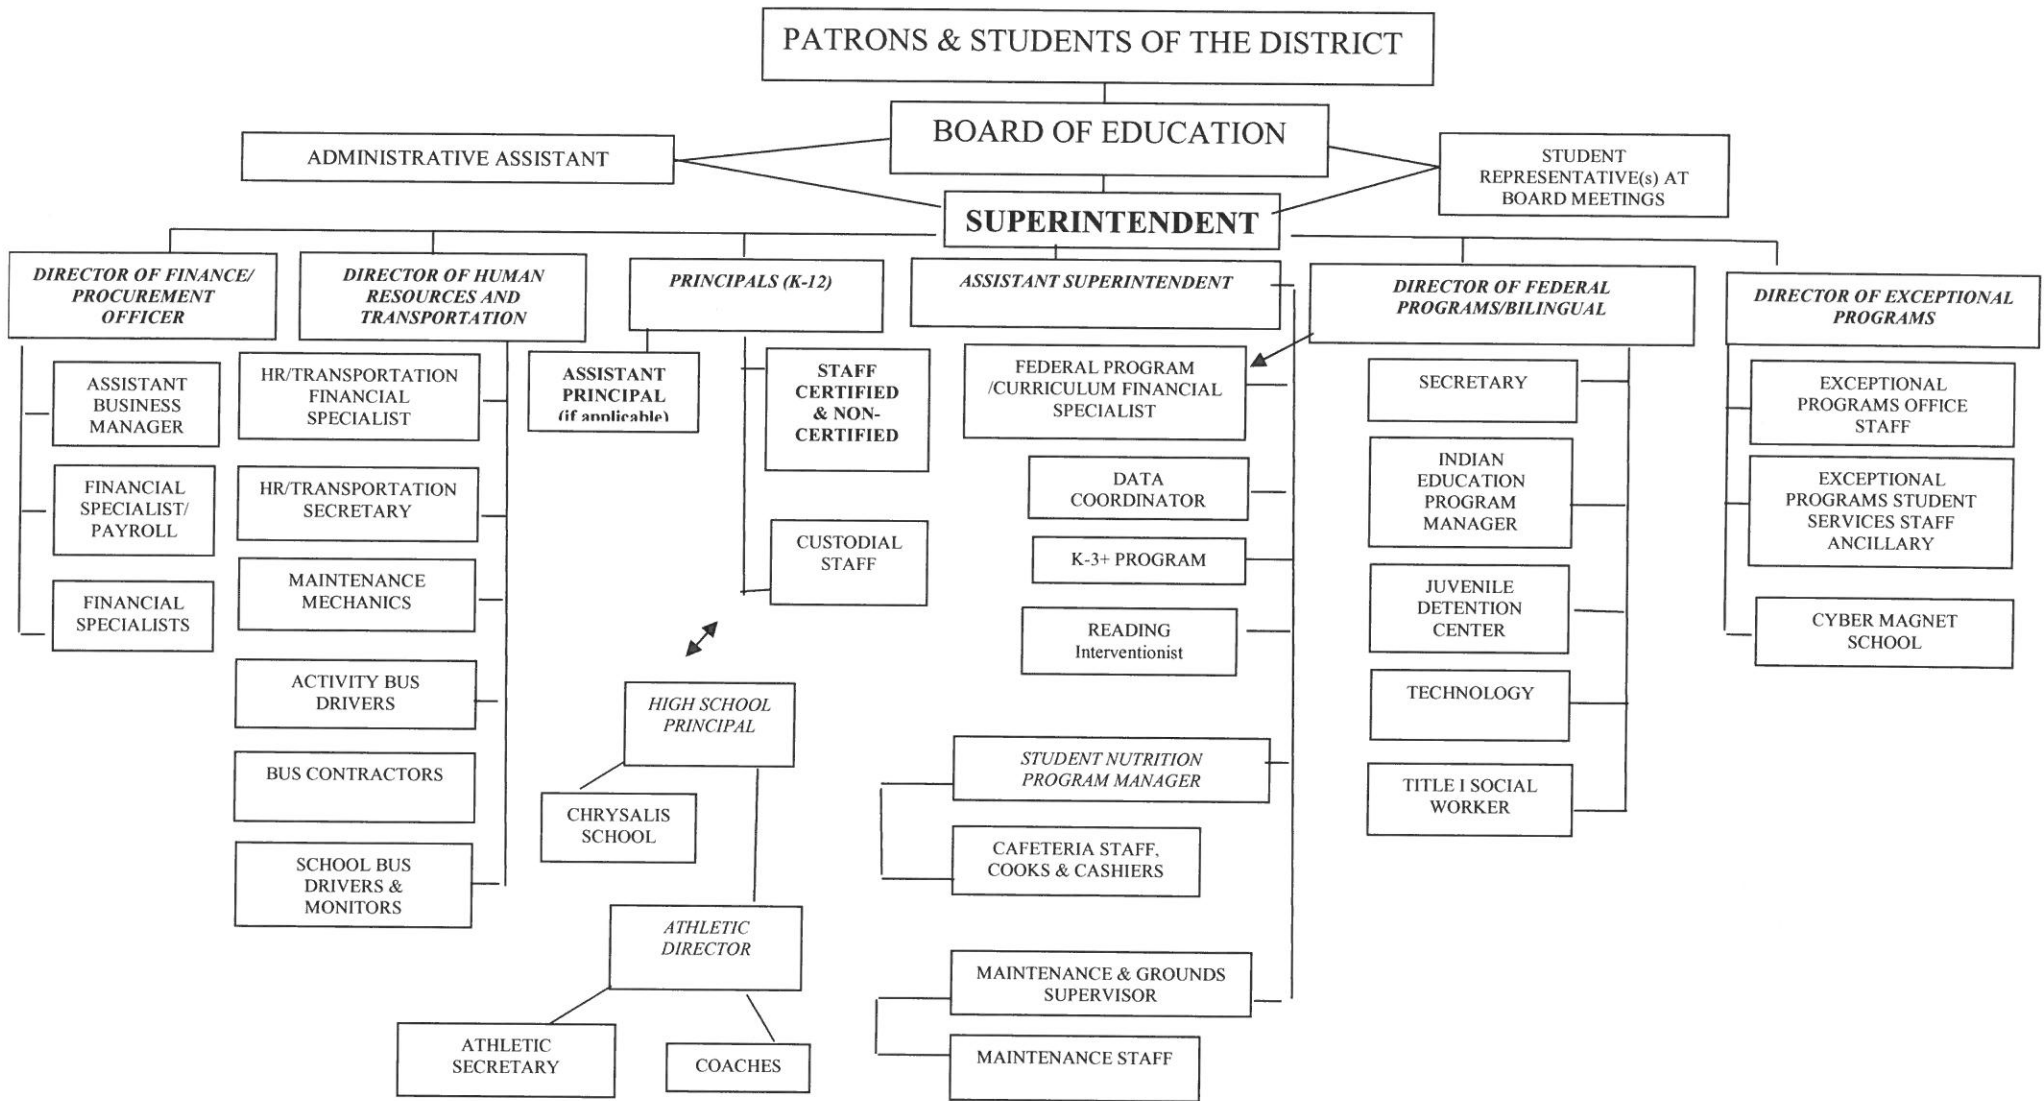 PATRONS & STUDENTS OF THE DISTRICT
BOARD OF EDUCATION
ADMINISTRATIVE ASSISTANT
STUDENT
REPRESENTATIVE(s) AT
BOARD MEETINGS
SUPERINTENDENT
DIRECTOR OF FINANCE/
PROCUREMENT
OFFICER
DIRECTOR OF HUMAN
RESOURCES AND
TRANSPORTATION
PRINCIPALS (K-12)
ASSISTANT SUPERINTENDENT
DIRECTOR OF FEDERAL
PROGRAMS/BILINGUAL
DIRECTOR OF EXCEPTIONAL
PROGRAMS
ASSISTANT
BUSINESS
MANAGER
FINANCIAL
SPECIALIST/
PAYROLL
FINANCIAL
SPECIALISTS
HR/TRANSPORTATION
FINANCIAL
SPECIALIST
HR/TRANSPORTATION
SECRETARY
MAINTENANCE
MECHANICS
ACTIVITY BUS
DRIVERS
BUS CONTRACTORS
SCHOOL BUS
DRIVERS &
MONITORS
ASSISTANT
PRINCIPAL
(if applicable)
STAFF
CERTIFIED
& NON-
CERTIFIED
CUSTODIAL
STAFF
HIGH SCHOOL
PRINCIPAL
CHRYSALIS
SCHOOL
ATHLETIC
DIRECTOR
ATHLETIC
SECRETARY
COACHES
FEDERAL PROGRAM
/CURRICULUM FINANCIAL
SPECIALIST
DATA
COORDINATOR
K-3+ PROGRAM
READING
Interventionist
STUDENT NUTRITION
PROGRAM MANAGER
CAFETERIA STAFF,
COOKS & CASHIERS
MAINTENANCE & GROUNDS
SUPERVISOR
MAINTENANCE STAFF
SECRETARY
INDIAN
EDUCATION
PROGRAM
MANAGER
JUVENILE
DETENTION
CENTER
TECHNOLOGY
TITLE I SOCIAL
WORKER
EXCEPTIONAL
PROGRAMS OFFICE
STAFF
EXCEPTIONAL
PROGRAMS STUDENT
SERVICES STAFF
ANCILLARY
CYBER MAGNET
SCHOOL